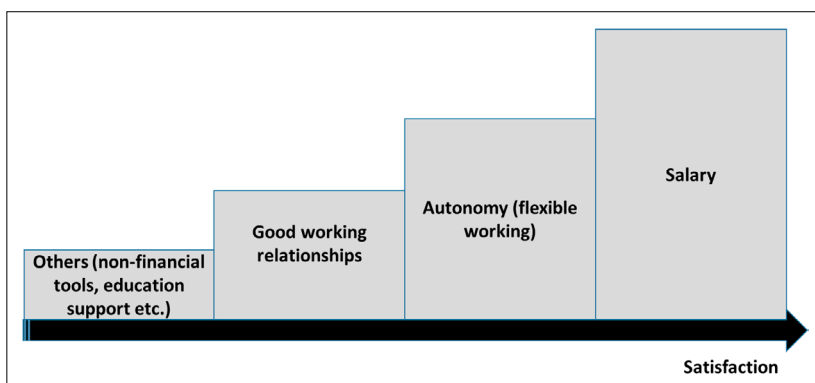 Salary
Autonomy (flexible
working)
Good working
relationships
Others (non-financial
tools, education
support etc.)
Satisfaction